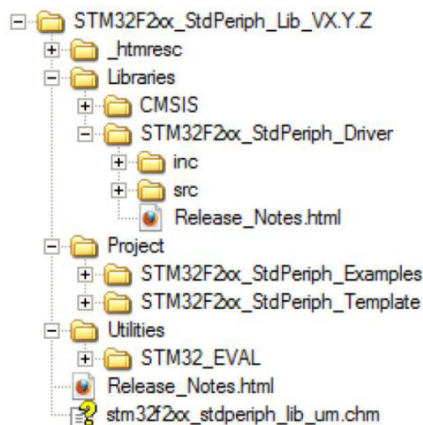 STM32F2xx_StdPeriph_Lib_VX.Y.Z
_htmresc
Libraries
CMSIS
STM32F2xx_StdPeriph_Driver
inc
src
Release_Notes.html
Project
STM32F2xx_StdPeriph_Examples
STM32F2xx_StdPeriph_Template
Utilities
STM32_EVAL
Release_Notes.html
stm32f2xx_stdperiph_lib_um.chm